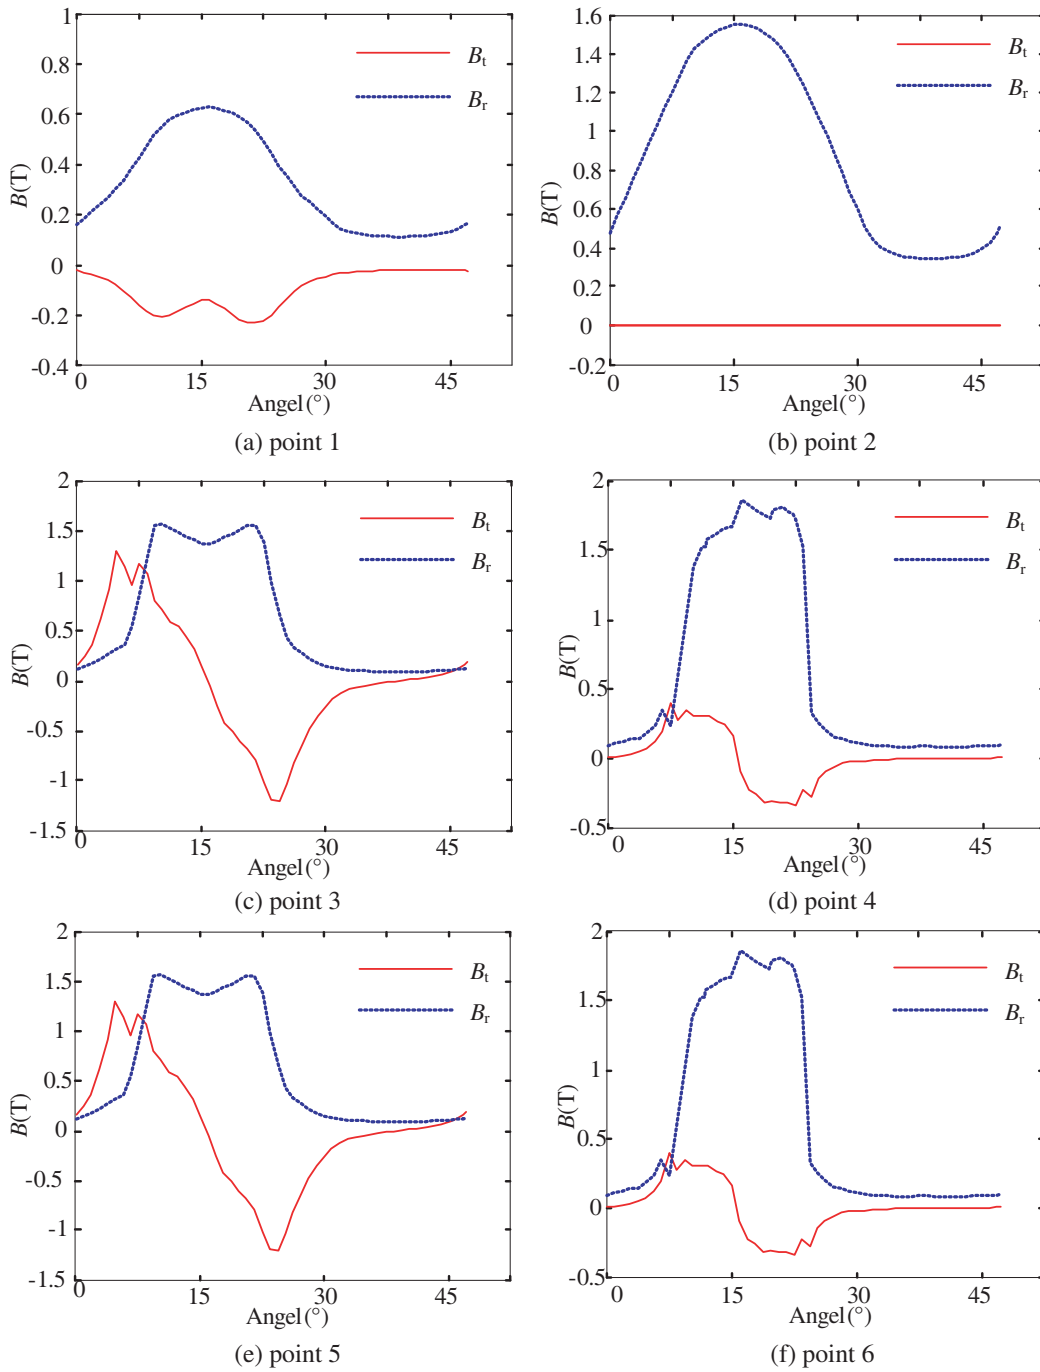 1
0.8
0.6
0.4
0.2
0
-0.2
-0.4
B(T)
Bt
Br
0 15 30 45
Angel (°)
(a) point 1
1.6
1.4
1.2
1
1.8
1.6
0.4
0.2
0
-0.2
B(T)
Bt
Br
0 15 30 45
Angel (°)
(b) point 2
2
1.5
1
0.5
0
-0.5
-1
-1.5
B(T)
Bt
Br
0 15 30 45
Angel (°)
(c) point 3
2
1.5
1
0.5
0
-0.5
B(T)
Bt
Br
0 15 30 45
Angel (°)
(d) point 4
2
1.5
1
0.5
0
-0.5
-1
-1.5
B(T)
Bt
Br
0 15 30 45
Angel (°)
(e) point 5
2
1.5
1
0.5
0
-0.5
B(T)
Bt
Br
0 15 30 45
Angel (°)
(f) point 6